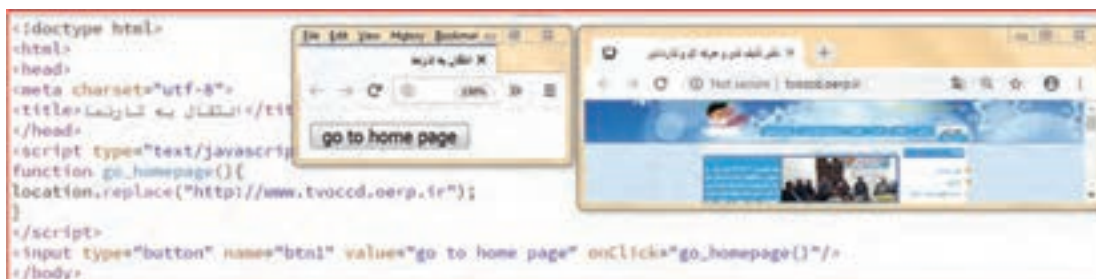 <!doctype html>
<html>
<head>
<meta charset="utf-8">
<title>انتقال به تارنما</tit
</head>
<script type="text/javascrip
function go_homepage(){
location.replace("http://www.tvoccd.oerp.ir");
}
</script>
<input type="button" name="btn1" value="go to home page" onClick="go_homepage()"/>
</body>
File Edit View History Bookmar
انتقال به تارنما
go to home page
Not secure | tvoccd.oerp.ir